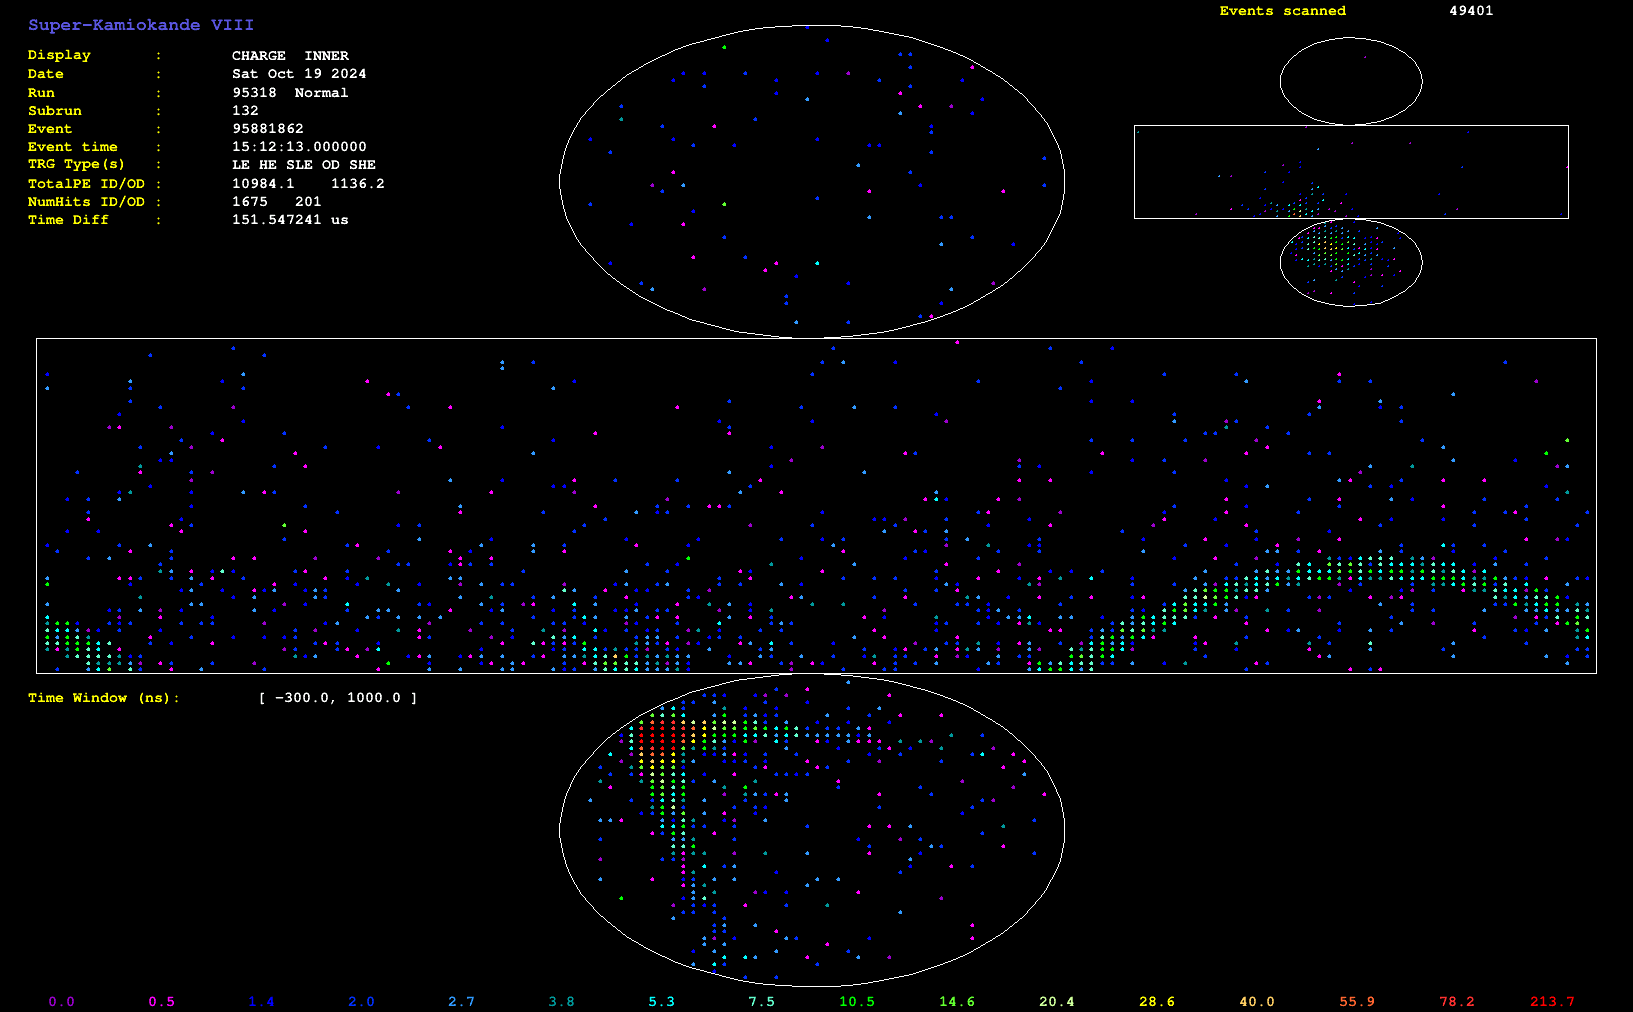 Super-Kamiokande VIII
Events scanned 49401
Display : CHARGE INNER
Date : Sat Oct 19 2024
Run : 95318 Normal
Subrun : 132
Event : 95881862
Event time : 15:12:13.000000
TRG Type(s) : LE HE SLE OD SHE
TotalPE ID/OD : 10984.1 1136.2
NumHits ID/OD : 1675 201
Time Diff : 151.547241 us
Time Window (ns): [ −300.0, 1000.0 ]
0.0 0.5 1.4 2.0 2.7 3.8 5.3 7.5 10.5 14.6 20.4 28.6 40.0 55.9 78.2 213.7